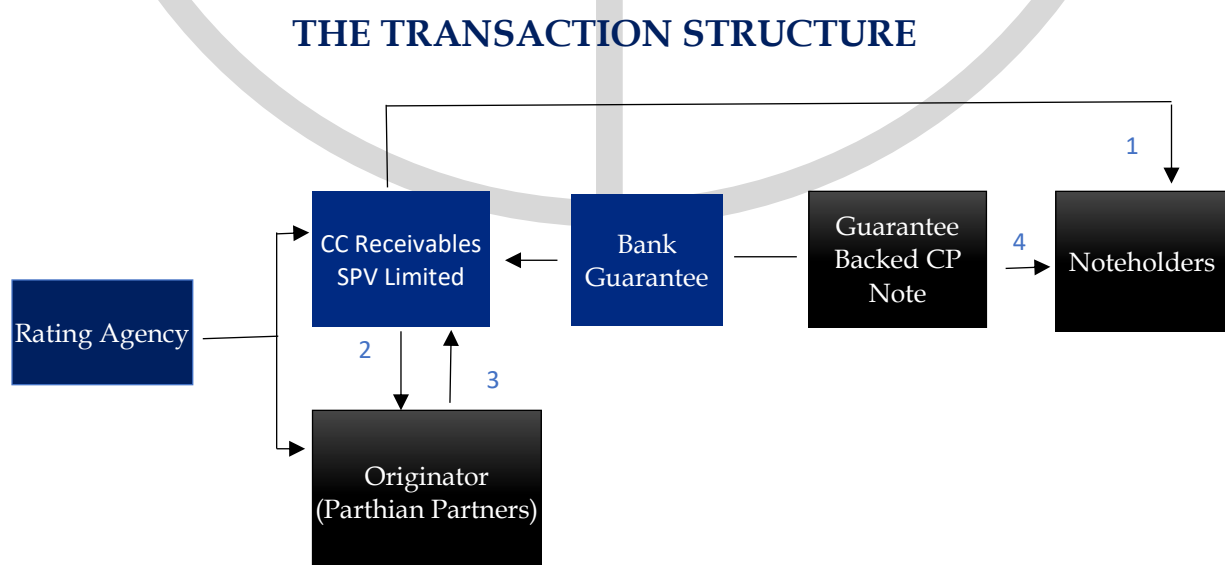 THE TRANSACTION STRUCTURE
1
CC Receivables
SPV Limited
Bank
Guarantee
Guarantee
Backed CP
Note
4
Noteholders
Rating Agency
2
3
Originator
(Parthian Partners)